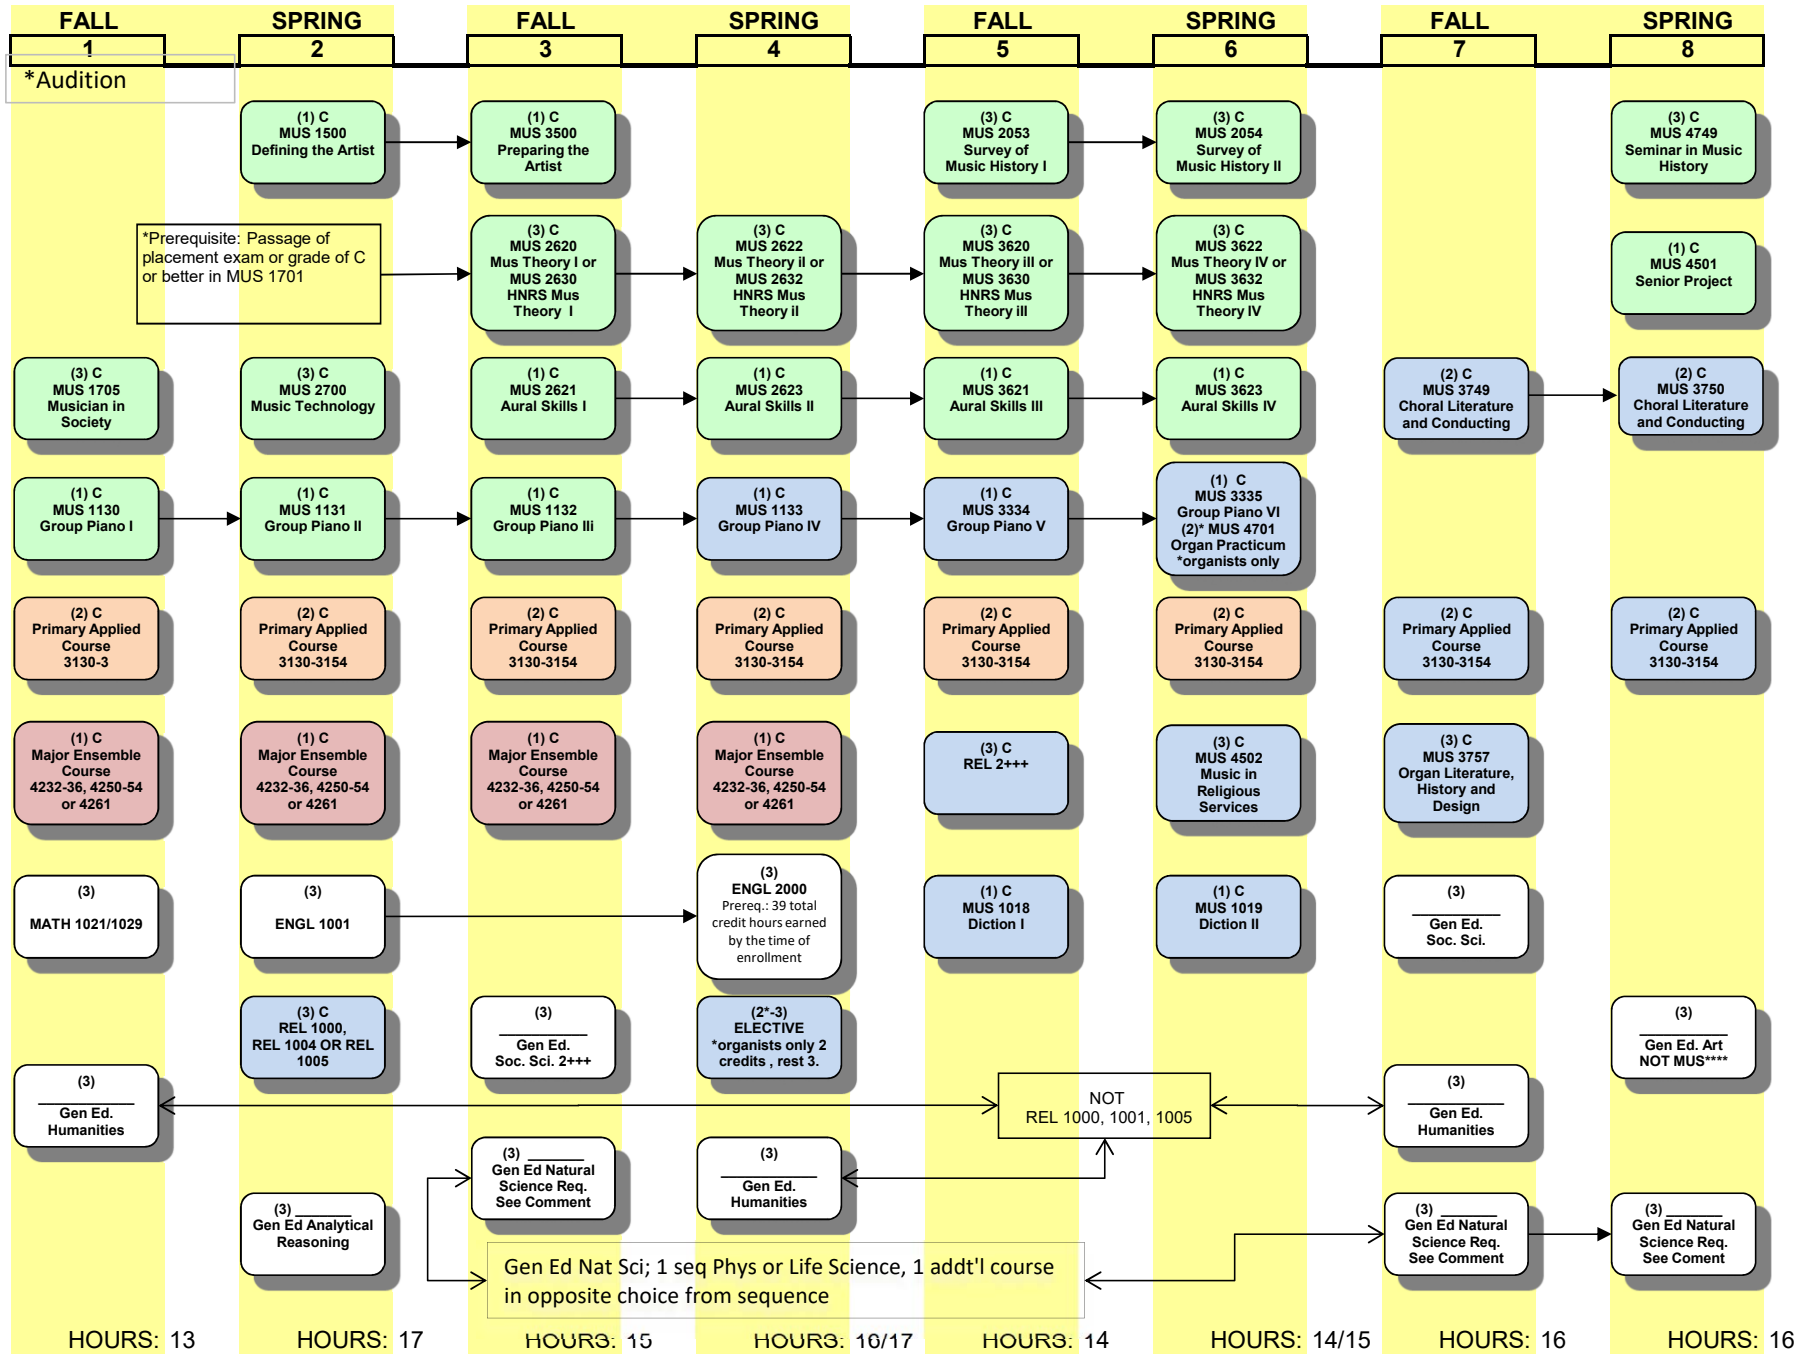 FALL
SPRING
FALL
SPRING
FALL
SPRING
FALL
SPRING
1
2
3
4
5
6
7
8
*Audition
(1) C
MUS 1500
Defining the Artist
(1) C
MUS 3500
Preparing the
Artist
(3) C
MUS 2053
Survey of
Music History I
(3) C
MUS 2054
Survey of
Music History II
(3) C
MUS 4749
Seminar in Music
History
*Prerequisite: Passage of
placement exam or grade of C
or better in MUS 1701
(3) C
MUS 2620
Mus Theory I or
MUS 2630
HNRS Mus
Theory I
(3) C
MUS 2622
Mus Theory iI or
MUS 2632
HNRS Mus
Theory iI
(3) C
MUS 3620
Mus Theory iII or
MUS 3630
HNRS Mus
Theory iII
(3) C
MUS 3622
Mus Theory IV or
MUS 3632
HNRS Mus
Theory IV
(1) C
MUS 4501
Senior Project
(3) C
MUS 1705
Musician in
Society
(3) C
MUS 2700
Music Technology
(1) C
MUS 2621
Aural Skills I
(1) C
MUS 2623
Aural Skills II
(1) C
MUS 3621
Aural Skills III
(1) C
MUS 3623
Aural Skills IV
(2) C
MUS 3749
Choral Literature
and Conducting
(2) C
MUS 3750
Choral Literature
and Conducting
(1) C
MUS 1130
Group Piano I
(1) C
MUS 1131
Group Piano II
(1) C
MUS 1132
Group Piano IIi
(1) C
MUS 1133
Group Piano IV
(1) C
MUS 3334
Group Piano V
(1) C
MUS 3335
Group Piano VI
(2)* MUS 4701
Organ Practicum
*organists only
(2) C
Primary Applied
Course
3130-3
(2) C
Primary Applied
Course
3130-3154
(2) C
Primary Applied
Course
3130-3154
(2) C
Primary Applied
Course
3130-3154
(2) C
Primary Applied
Course
3130-3154
(2) C
Primary Applied
Course
3130-3154
(2) C
Primary Applied
Course
3130-3154
(2) C
Primary Applied
Course
3130-3154
(1) C
Major Ensemble
Course
4232-36, 4250-54
or 4261
(1) C
Major Ensemble
Course
4232-36, 4250-54
or 4261
(1) C
Major Ensemble
Course
4232-36, 4250-54
or 4261
(1) C
Major Ensemble
Course
4232-36, 4250-54
or 4261
(3) C
REL 2+++
(3) C
MUS 4502
Music in
Religious
Services
(3) C
MUS 3757
Organ Literature,
History and
Design
(3)
MATH 1021/1029
(3)
ENGL 1001
(3)
ENGL 2000
Prereq.: 39 total
credit hours earned
by the time of
enrollment
(1) C
MUS 1018
Diction I
(1) C
MUS 1019
Diction II
(3)
___________
Gen Ed.
Soc. Sci.
(3) C
REL 1000,
REL 1004 OR REL
1005
(3)
___________
Gen Ed.
Soc. Sci. 2+++
(2*-3)
ELECTIVE
*organists only 2
credits , rest 3.
(3)
___________
Gen Ed. Art
NOT MUS****
(3)
____________
Gen Ed.
Humanities
NOT
REL 1000, 1001, 1005
(3)
____________
Gen Ed.
Humanities
(3) _______
Gen Ed Natural
Science Req.
See Comment
(3)
____________
Gen Ed.
Humanities
(3) _______
Gen Ed Analytical
Reasoning
(3) _______
Gen Ed Natural
Science Req.
See Comment
(3) _______
Gen Ed Natural
Science Req.
See Coment
Gen Ed Nat Sci; 1 seq Phys or Life Science, 1 addt'l course
in opposite choice from sequence
HOURS: 13
HOURS: 17
HOURS: 15
HOURS: 16/17
HOURS: 14
HOURS: 14/15
HOURS: 16
HOURS: 16